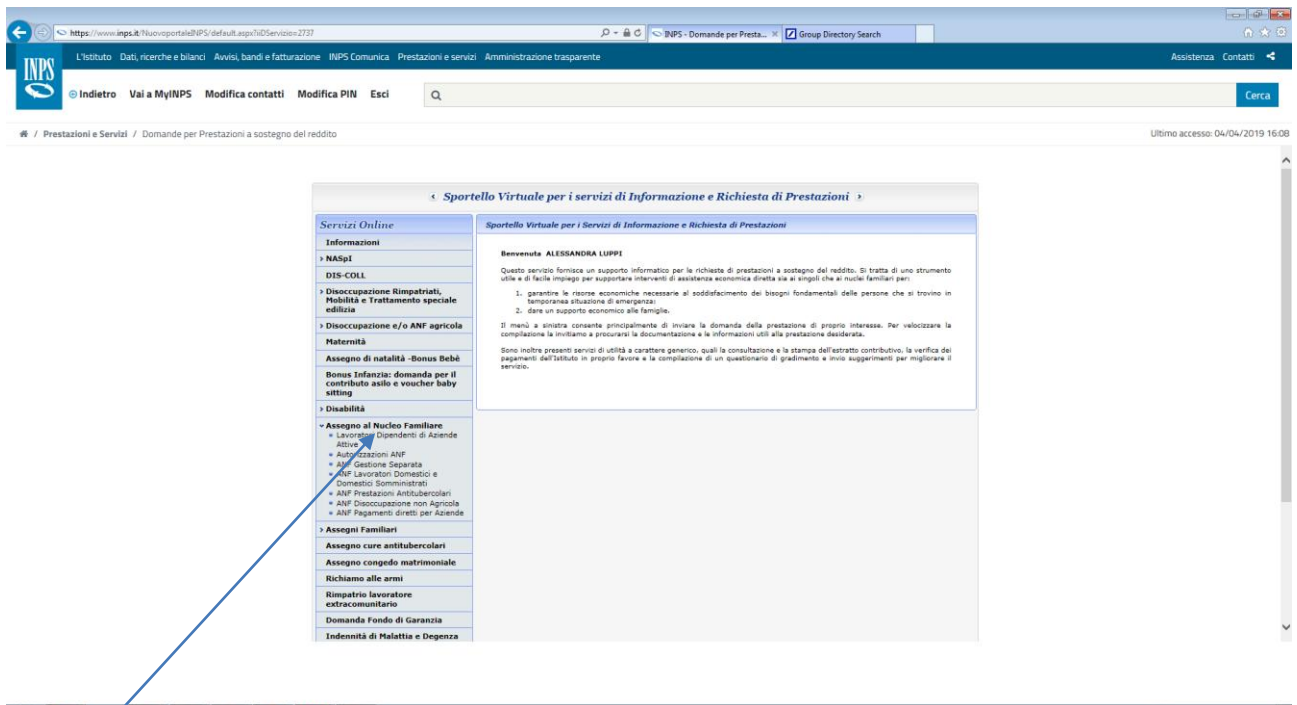 https://www.inps.it/NuovoportaleINPS/default.aspx?iIDServizio=2737
INPS - Domande per Presta...
Group Directory Search
INPS
L'Istituto Dati, ricerche e bilanci Avvisi, bandi e fatturazione INPS Comunica Prestazioni e servizi Amministrazione trasparente
Assistenza Contatti
Indietro Vai a MyINPS Modifica contatti Modifica PIN Esci
Cerca
/ Prestazioni e Servizi / Domande per Prestazioni a sostegno del reddito
Ultimo accesso: 04/04/2019 16:08
Sportello Virtuale per i servizi di Informazione e Richiesta di Prestazioni
Servizi Online
Informazioni
NASpI
DIS-COLL
Disoccupazione Rimpatriati,
Mobilità e Trattamento speciale
edilizia
Disoccupazione e/o ANF agricola
Maternità
Assegno di natalità -Bonus Bebè
Bonus Infanzia: domanda per il
contributo asilo e voucher baby
sitting
Disabilità
Assegno al Nucleo Familiare
Lavoratori Dipendenti di Aziende
Attive
Autorizzazioni ANF
ANF Gestione Separata
ANF Lavoratori Domestici e
Domestici Somministrati
ANF Prestazioni Antitubercolari
ANF Disoccupazione non Agricola
ANF Pagamenti diretti per Aziende
Assegni Familiari
Assegno cure antitubercolari
Assegno congedo matrimoniale
Richiamo alle armi
Rimpatrio lavoratore
extracomunitario
Domanda Fondo di Garanzia
Indennità di Malattia e Degenza
Sportello Virtuale per i Servizi di Informazione e Richiesta di Prestazioni
Benvenuta ALESSANDRA LUPPI
Questo servizio fornisce un supporto informatico per le richieste di prestazioni a sostegno del reddito. Si tratta di uno strumento
utile e di facile impiego per supportare interventi di assistenza economica diretta sia ai singoli che ai nuclei familiari per:
1. garantire le risorse economiche necessarie al soddisfacimento dei bisogni fondamentali delle persone che si trovino in
temporanea situazione di emergenza;
2. dare un supporto economico alle famiglie.
Il menù a sinistra consente principalmente di inviare la domanda della prestazione di proprio interesse. Per velocizzare la
compilazione la invitiamo a procurarsi la documentazione e le informazioni utili alla prestazione desiderata.
Sono inoltre presenti servizi di utilità a carattere generico, quali la consultazione e la stampa dell'estratto contributivo, la verifica dei
pagamenti dell'Istituto in proprio favore e la compilazione di un questionario di gradimento e invio suggerimenti per migliorare il
servizio.